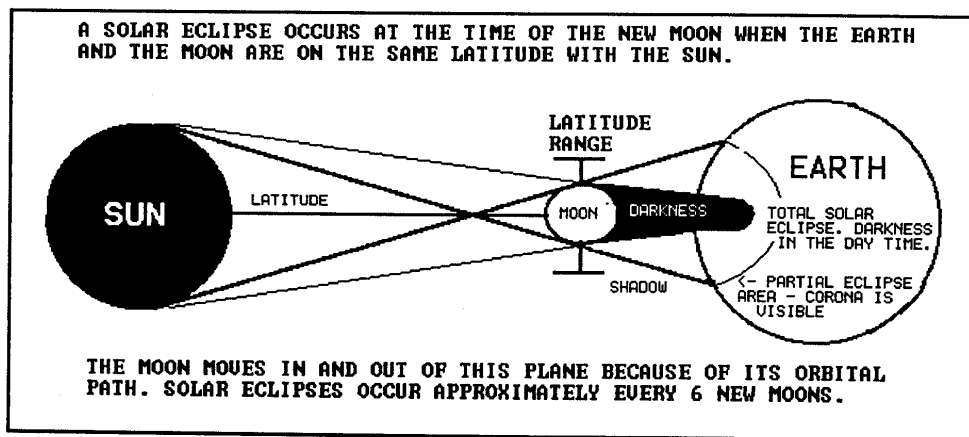 A SOLAR ECLIPSE OCCURS AT THE TIME OF THE NEW MOON WHEN THE EARTH
AND THE MOON ARE ON THE SAME LATITUDE WITH THE SUN.
LATITUDE
RANGE
EARTH
SUN
LATITUDE
MOON
DARKNESS
TOTAL SOLAR
ECLIPSE. DARKNESS
IN THE DAY TIME.
SHADOW
<- PARTIAL ECLIPSE
AREA - CORONA IS
VISIBLE
THE MOON MOVES IN AND OUT OF THIS PLANE BECAUSE OF ITS ORBITAL
PATH. SOLAR ECLIPSES OCCUR APPROXIMATELY EVERY 6 NEW MOONS.